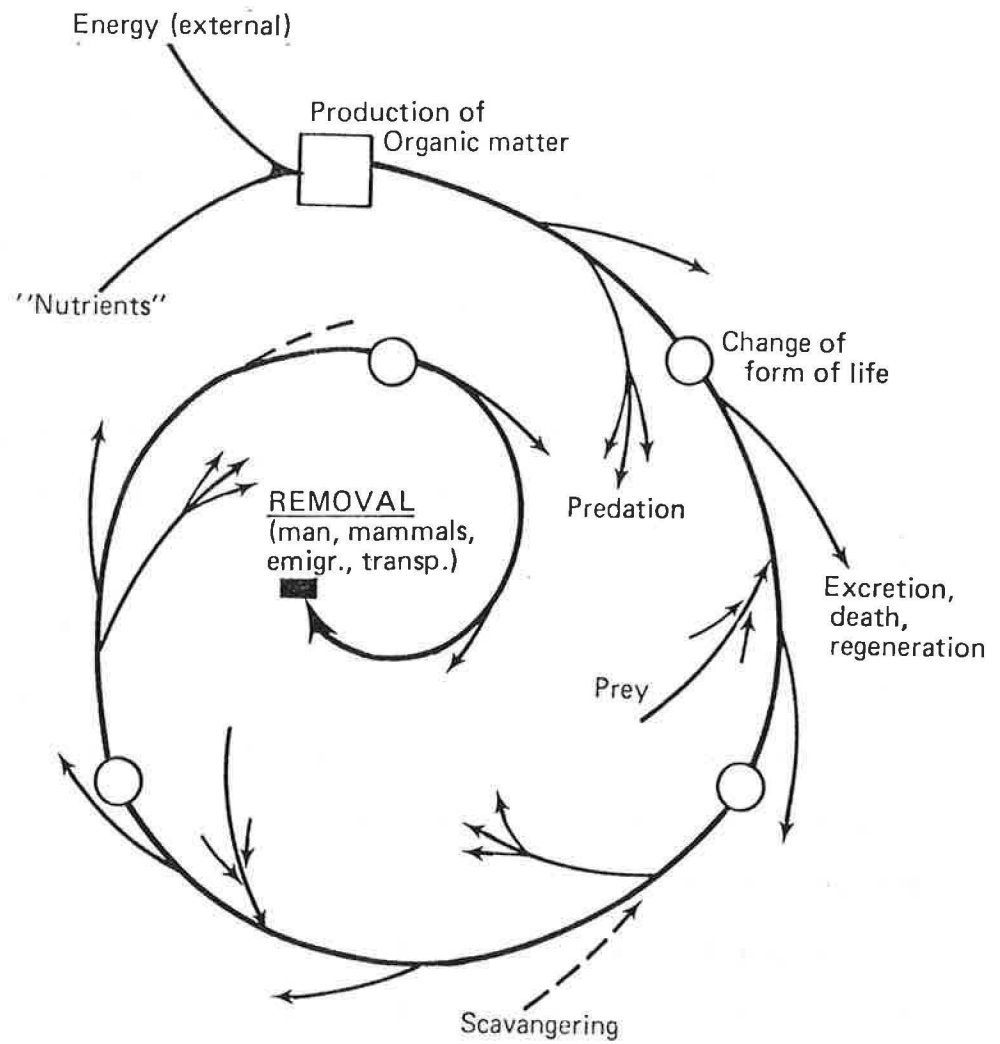 Energy (external)
Production of
Organic matter
"Nutrients"
Change of
form of life
REMOVAL
(man, mammals,
emigr., transp.)
Predation
Excretion,
death,
regeneration
Prey
Scavangering